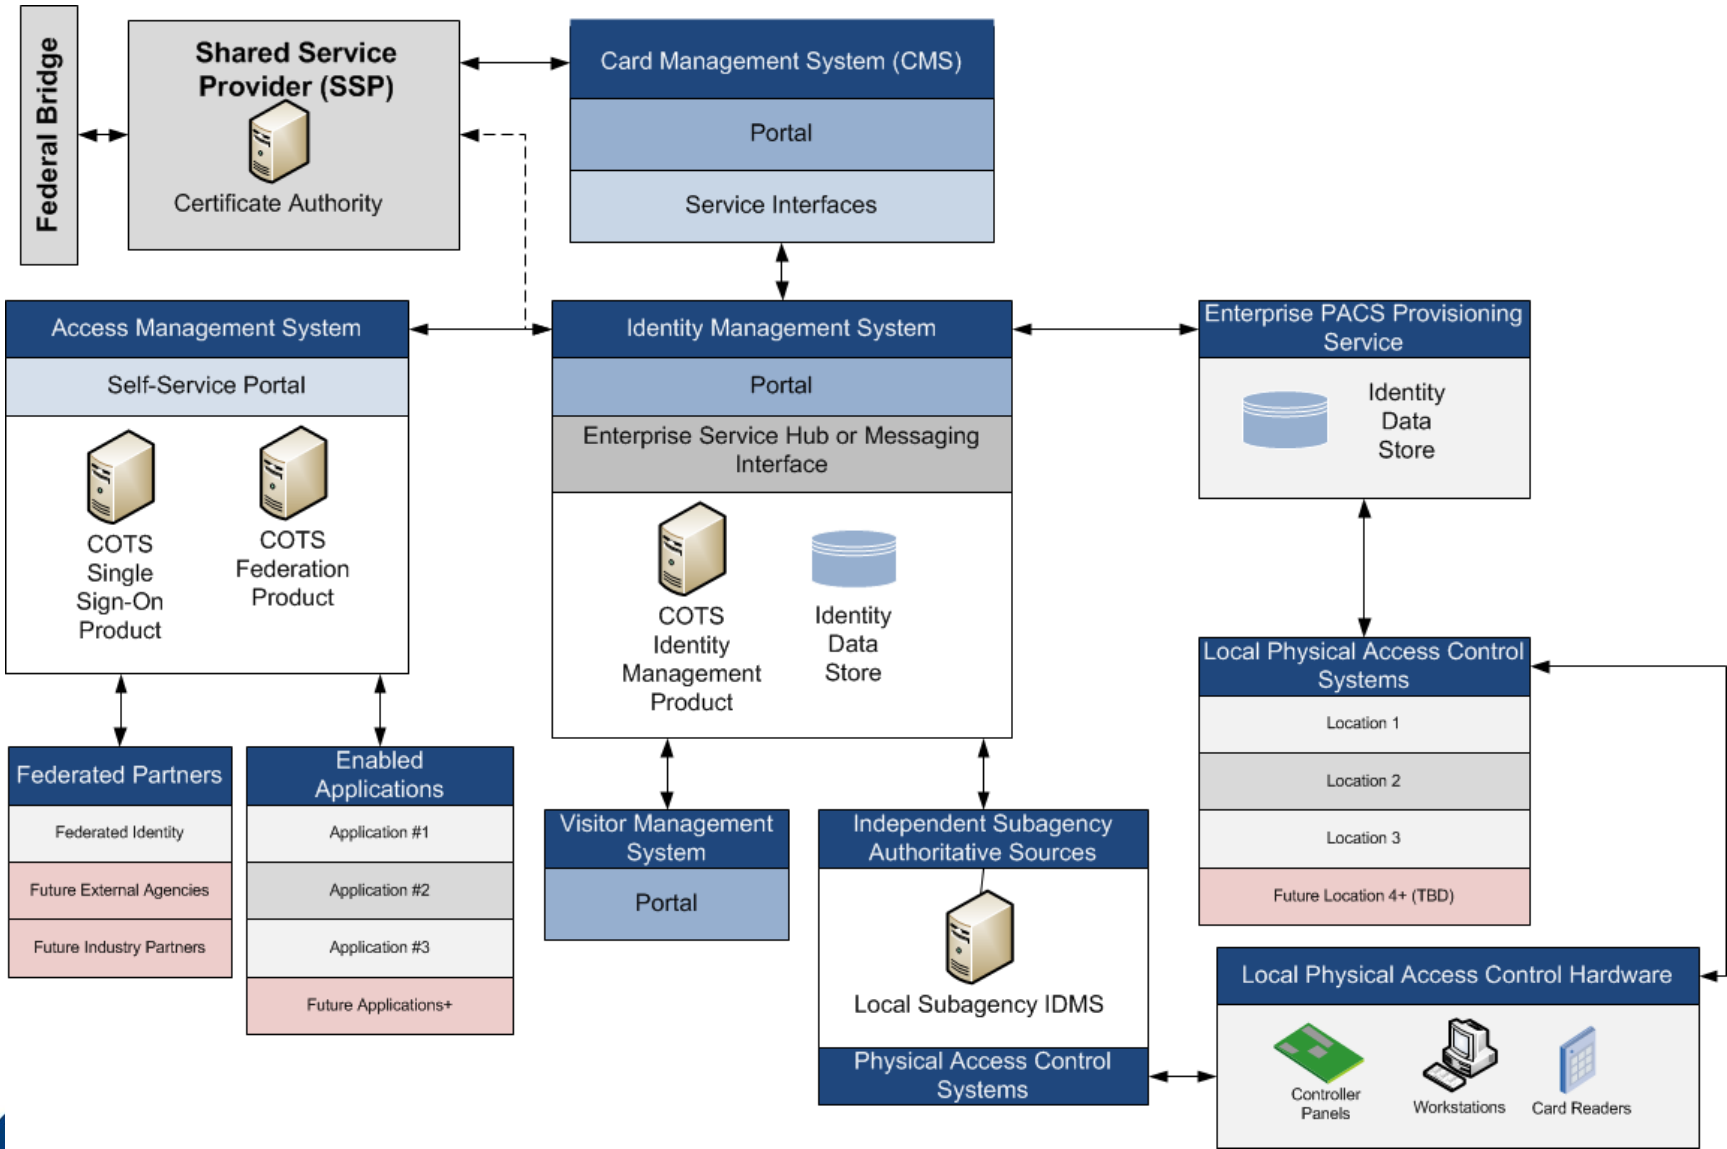 Federal Bridge
Shared Service
Provider (SSP)
Certificate Authority
Card Management System (CMS)
Portal
Service Interfaces
Access Management System
Self-Service Portal
COTS
Single
Sign-On
Product
COTS
Federation
Product
Identity Management System
Portal
Enterprise Service Hub or Messaging
Interface
COTS
Identity
Management
Product
Identity
Data
Store
Enterprise PACS Provisioning
Service
Identity
Data
Store
Federated Partners
Federated Identity
Future External Agencies
Future Industry Partners
Enabled
Applications
Application #1
Application #2
Application #3
Future Applications+
Visitor Management
System
Portal
Independent Subagency
Authoritative Sources
Local Subagency IDMS
Physical Access Control
Systems
Local Physical Access Control
Systems
Location 1
Location 2
Location 3
Future Location 4+ (TBD)
Local Physical Access Control Hardware
Controller
Panels
Workstations
Card Readers